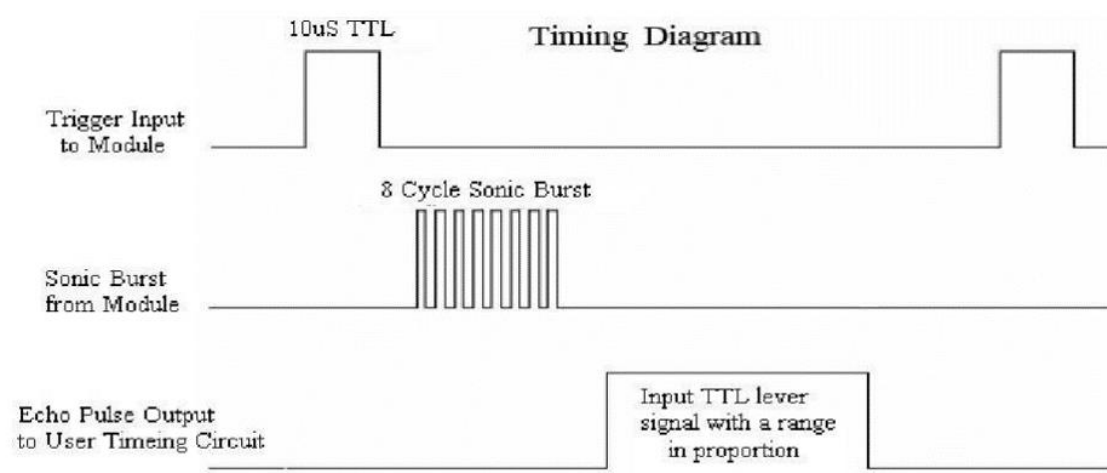 10uS TTL
Timing Diagram
Trigger Input
to Module
8 Cycle Sonic Burst
Sonic Burst
from Module
Echo Pulse Output
to User Timeing Circuit
Input TTL lever
signal with a range
in proportion